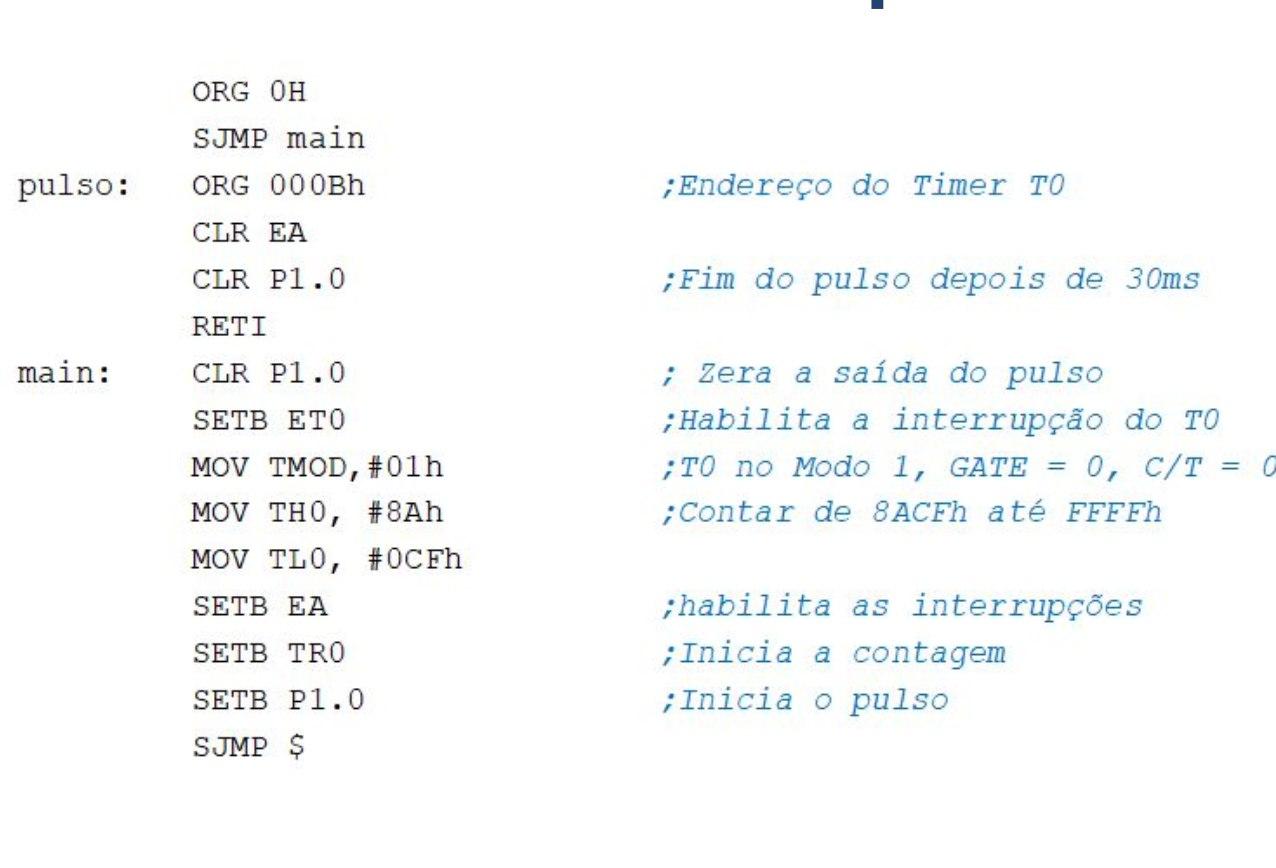 ORG 0H
SJMP main
pulso: ORG 000Bh ;Endereço do Timer T0
CLR EA
CLR P1.0 ;Fim do pulso depois de 30ms
RETI
main: CLR P1.0 ; Zera a saída do pulso
SETB ET0 ;Habilita a interrupção do T0
MOV TMOD,#01h ;T0 no Modo 1, GATE = 0, C/T = 0
MOV TH0, #8Ah ;Contar de 8ACFh até FFFFh
MOV TL0, #0CFh
SETB EA ;habilita as interrupções
SETB TR0 ;Inicia a contagem
SETB P1.0 ;Inicia o pulso
SJMP $